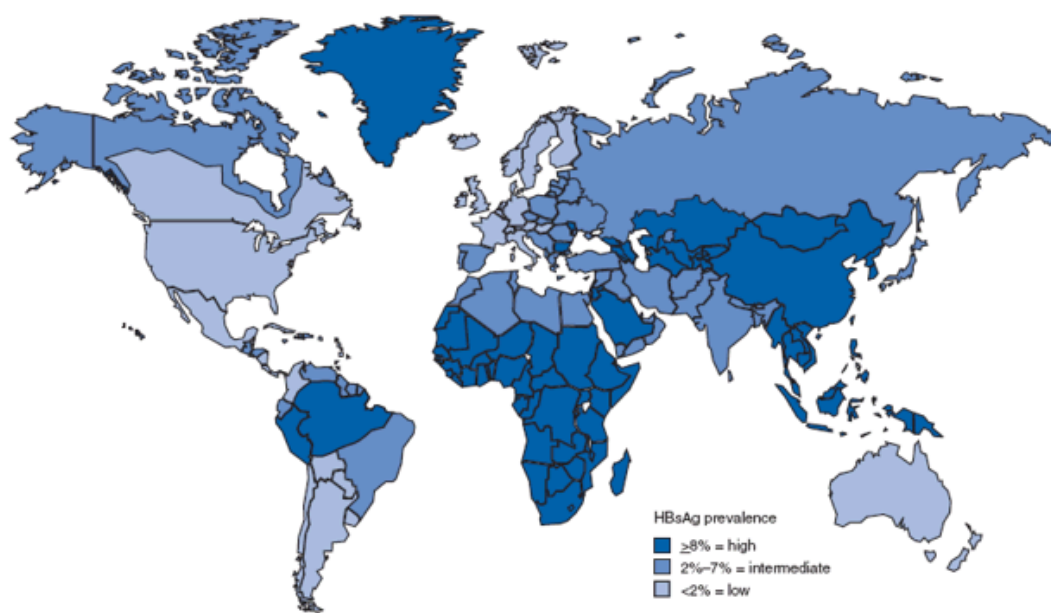 HBsAg prevalence
≥8% = high
2%–7% = intermediate
<2% = low